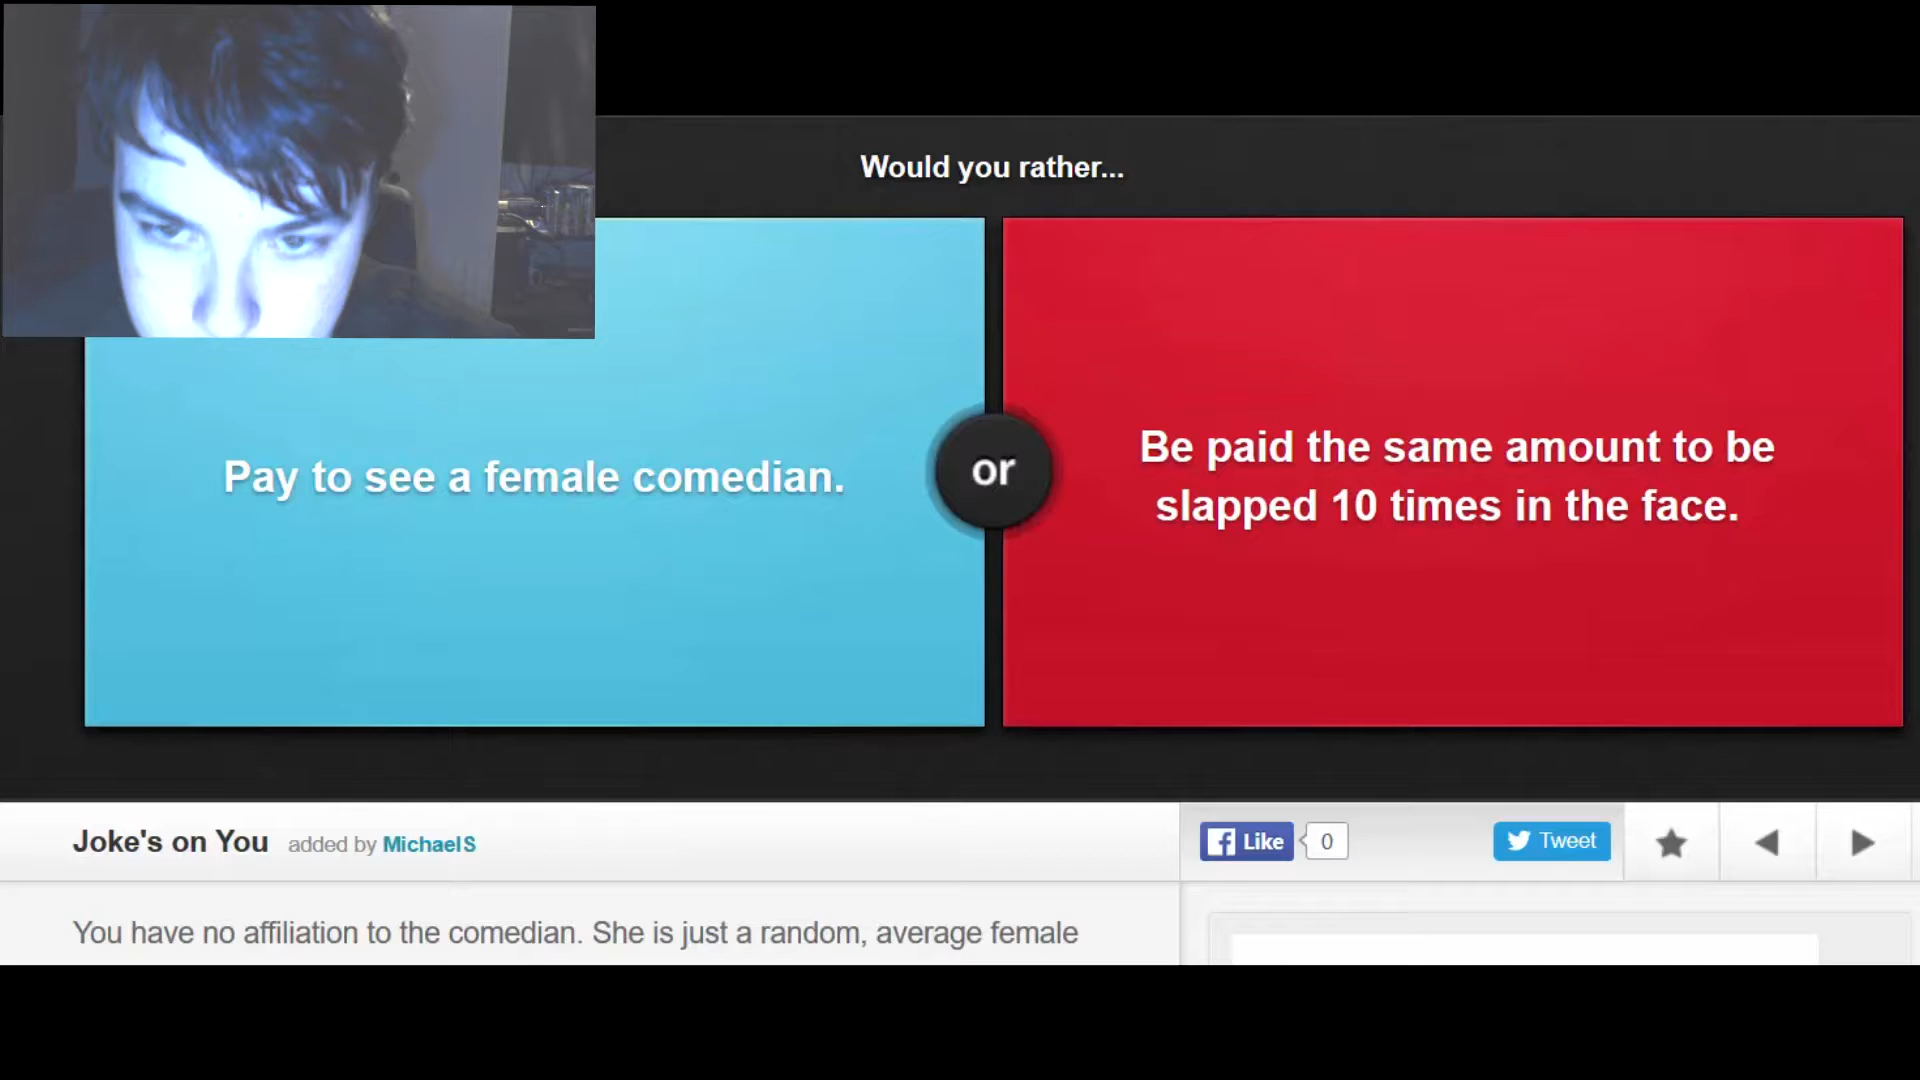 Would you rather...
Pay to see a female comedian.
or
Be paid the same amount to be
slapped 10 times in the face.
Joke's on You added by MichaelS
Like 0
Tweet
You have no affiliation to the comedian. She is just a random, average female